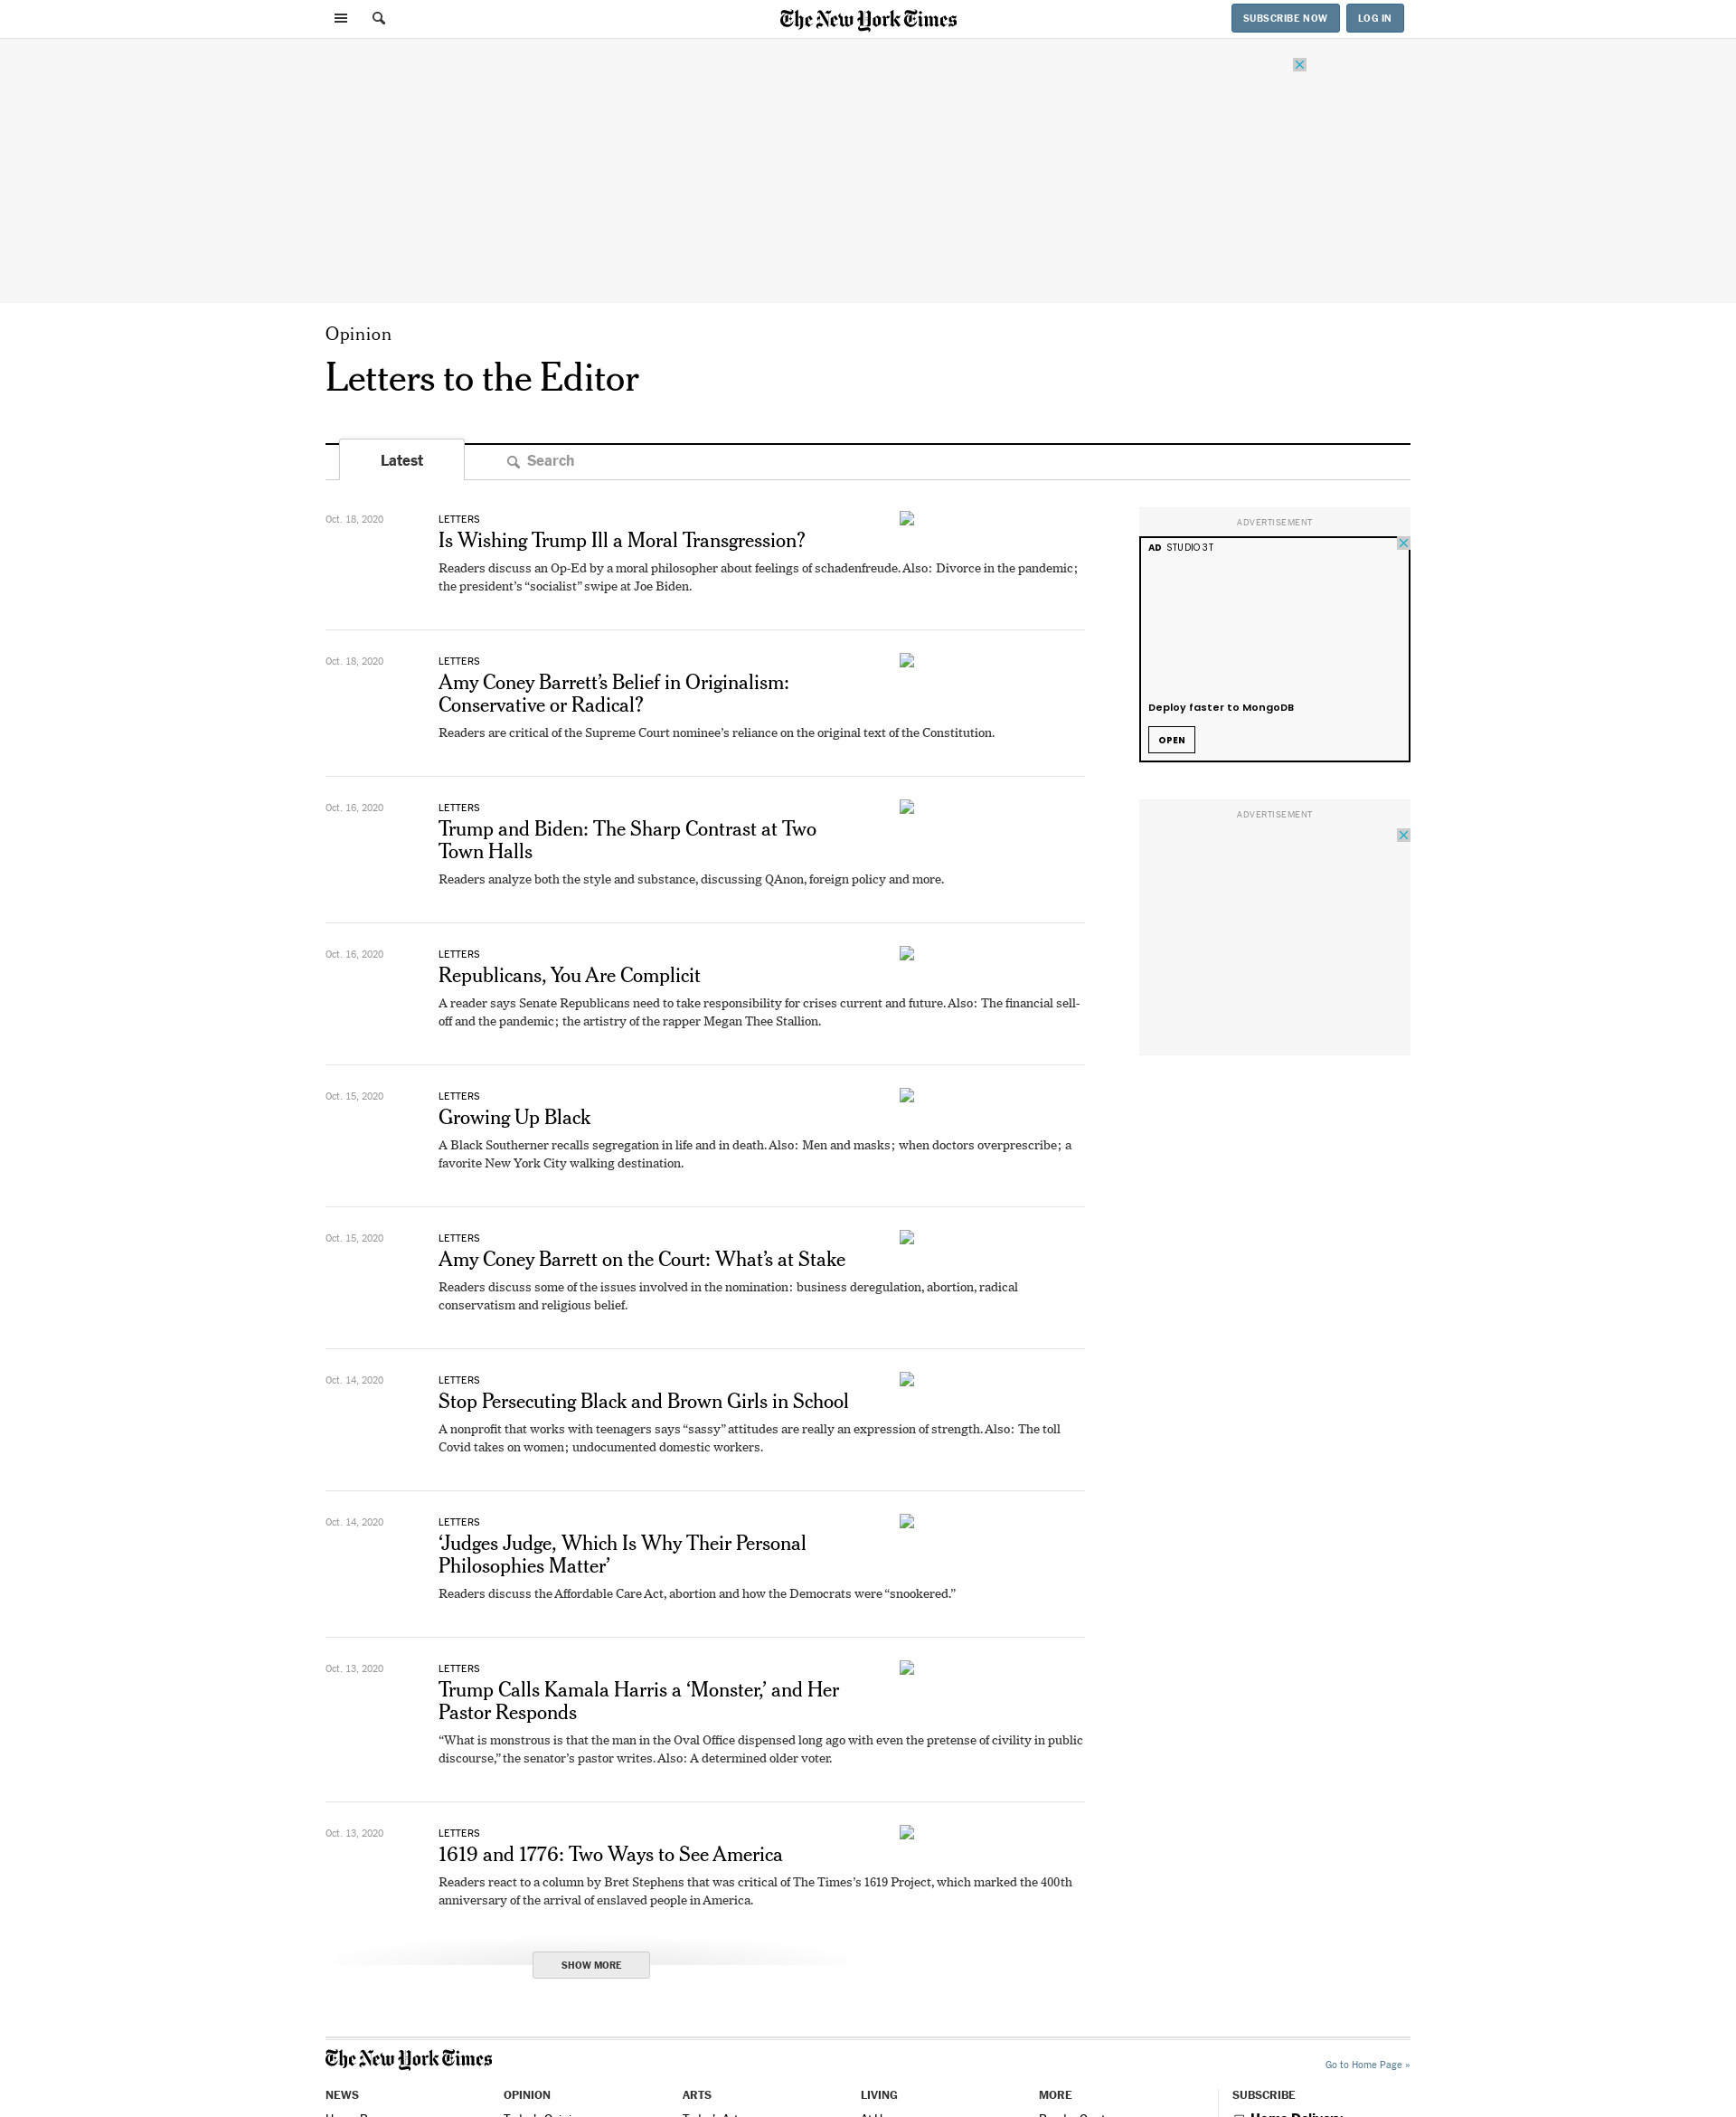 The New York Times
SUBSCRIBE NOW
LOG IN
Opinion
Letters to the Editor
Latest
Search
Oct. 18, 2020
LETTERS
Is Wishing Trump Ill a Moral Transgression?
Readers discuss an Op-Ed by a moral philosopher about feelings of schadenfreude. Also: Divorce in the pandemic;
the president’s “socialist” swipe at Joe Biden.
Oct. 18, 2020
LETTERS
Amy Coney Barrett’s Belief in Originalism:
Conservative or Radical?
Readers are critical of the Supreme Court nominee’s reliance on the original text of the Constitution.
Oct. 16, 2020
LETTERS
Trump and Biden: The Sharp Contrast at Two
Town Halls
Readers analyze both the style and substance, discussing QAnon, foreign policy and more.
Oct. 16, 2020
LETTERS
Republicans, You Are Complicit
A reader says Senate Republicans need to take responsibility for crises current and future. Also: The financial sell-
off and the pandemic; the artistry of the rapper Megan Thee Stallion.
Oct. 15, 2020
LETTERS
Growing Up Black
A Black Southerner recalls segregation in life and in death. Also: Men and masks; when doctors overprescribe; a
favorite New York City walking destination.
Oct. 15, 2020
LETTERS
Amy Coney Barrett on the Court: What’s at Stake
Readers discuss some of the issues involved in the nomination: business deregulation, abortion, radical
conservatism and religious belief.
Oct. 14, 2020
LETTERS
Stop Persecuting Black and Brown Girls in School
A nonprofit that works with teenagers says “sassy” attitudes are really an expression of strength. Also: The toll
Covid takes on women; undocumented domestic workers.
Oct. 14, 2020
LETTERS
‘Judges Judge, Which Is Why Their Personal
Philosophies Matter’
Readers discuss the Affordable Care Act, abortion and how the Democrats were “snookered.”
Oct. 13, 2020
LETTERS
Trump Calls Kamala Harris a ‘Monster,’ and Her
Pastor Responds
“What is monstrous is that the man in the Oval Office dispensed long ago with even the pretense of civility in public
discourse,” the senator’s pastor writes. Also: A determined older voter.
Oct. 13, 2020
LETTERS
1619 and 1776: Two Ways to See America
Readers react to a column by Bret Stephens that was critical of The Times’s 1619 Project, which marked the 400th
anniversary of the arrival of enslaved people in America.
SHOW MORE
ADVERTISEMENT
AD STUDIO 3T
Deploy faster to MongoDB
OPEN
ADVERTISEMENT
The New York Times
Go to Home Page »
NEWS
OPINION
ARTS
LIVING
MORE
SUBSCRIBE